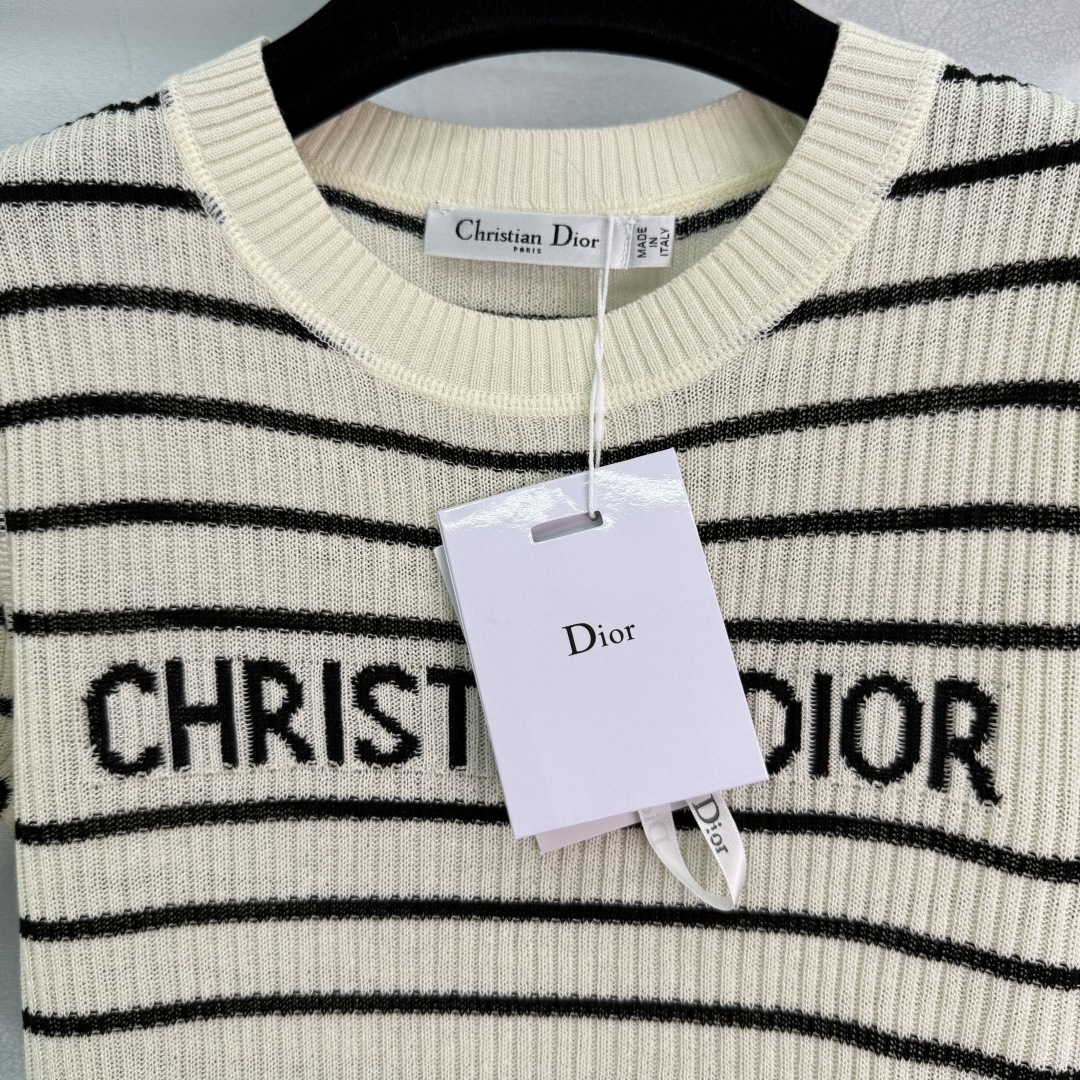 Christian Dior
PARIS
MADE
IN
ITALY
Dior
CHRIST DIOR
Dior